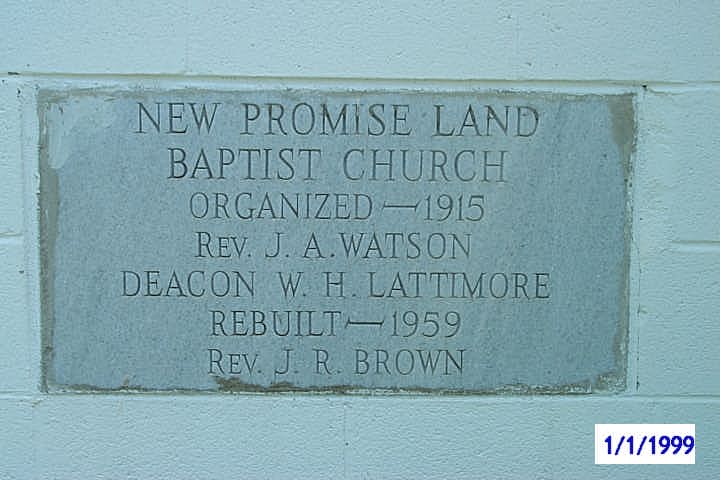 NEW PROMISE LAND
BAPTIST CHURCH
ORGANIZED—1915
REV. J. A. WATSON
DEACON W. H. LATTIMORE
REBUILT—1959
REV. J. R. BROWN
1/1/1999